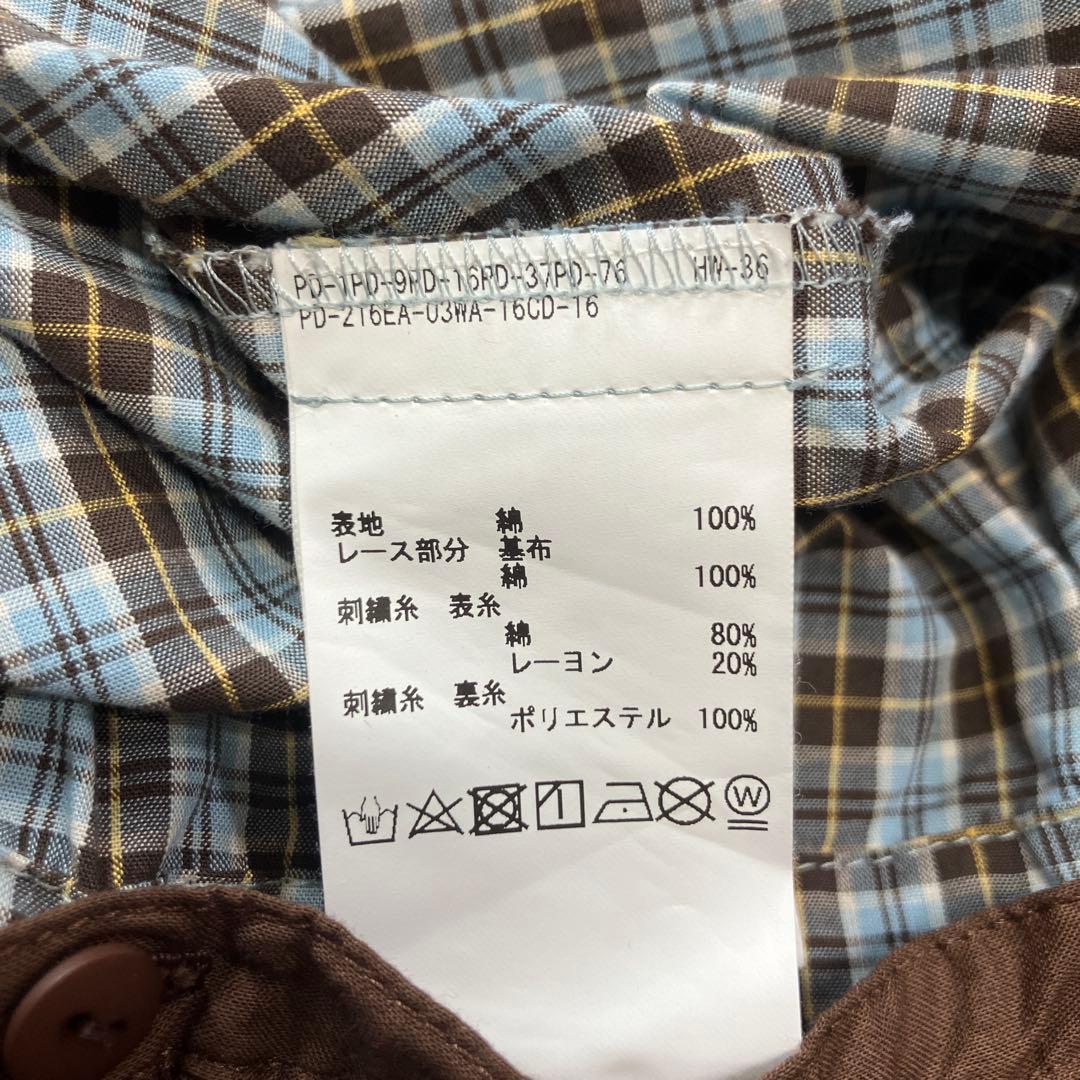 PD-1PD-9PD-16PD-37PD-76 HW-36
PD-216EA-03WA-16CD-16
表地 綿 100%
レース部分 基布
綿 100%
刺繍糸 表糸
綿 80%
レーヨン 20%
刺繍糸 裏糸
ポリエステル 100%
W